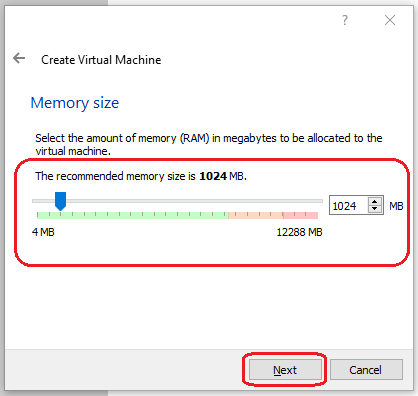 ?
Create Virtual Machine
Memory size
Select the amount of memory (RAM) in megabytes to be allocated to the
virtual machine.
The recommended memory size is 1024 MB.
1024 MB
4 MB 12288 MB
Next Cancel